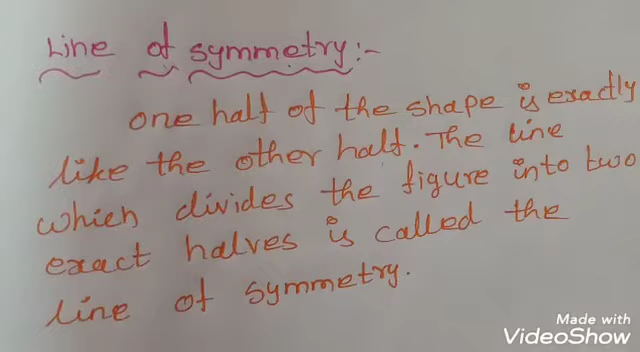 Line of symmetry:-
one half of the shape is exactly
like the other half. The line
which divides the figure into two
exact halves is called the
line of symmetry.
Made with
VideoShow